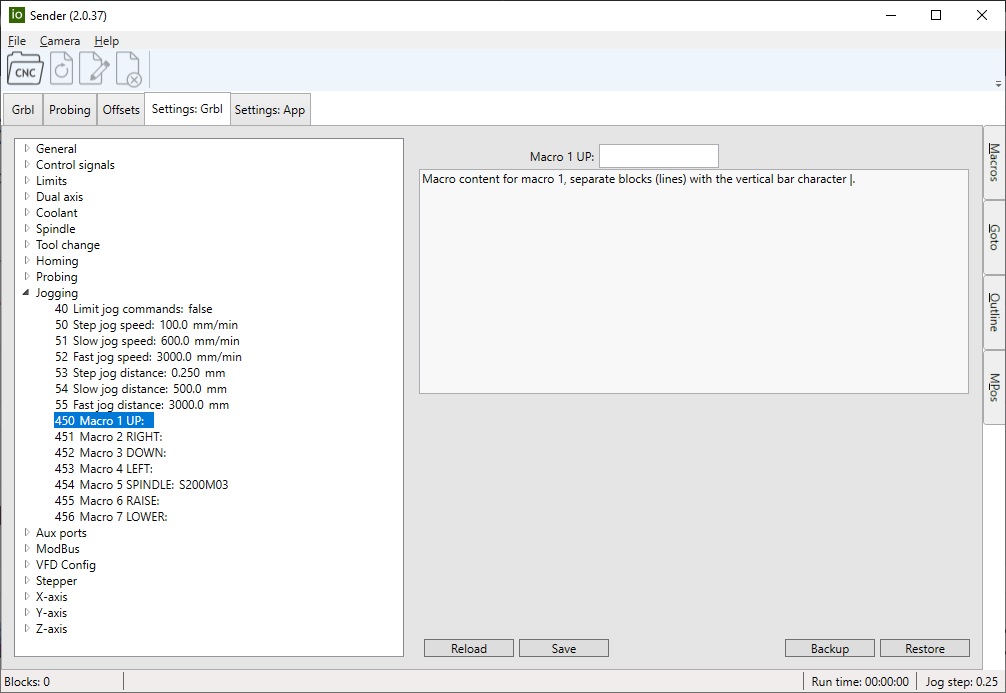 io Sender (2.0.37)
File Camera Help
CNC
Grbl Probing Offsets Settings: Grbl Settings: App
General
Control signals
Limits
Dual axis
Coolant
Spindle
Tool change
Homing
Probing
Jogging
40 Limit jog commands: false
50 Step jog speed: 100.0 mm/min
51 Slow jog speed: 600.0 mm/min
52 Fast jog speed: 3000.0 mm/min
53 Step jog distance: 0.250 mm
54 Slow jog distance: 500.0 mm
55 Fast jog distance: 3000.0 mm
450 Macro 1 UP:
451 Macro 2 RIGHT:
452 Macro 3 DOWN:
453 Macro 4 LEFT:
454 Macro 5 SPINDLE: S200M03
455 Macro 6 RAISE:
456 Macro 7 LOWER:
Aux ports
ModBus
VFD Config
Stepper
X-axis
Y-axis
Z-axis
Macro 1 UP:
Macro content for macro 1, separate blocks (lines) with the vertical bar character |.
Reload Save Backup Restore
Macros
Goto
Outline
MPos
Blocks: 0
Run time: 00:00:00
Jog step: 0.25